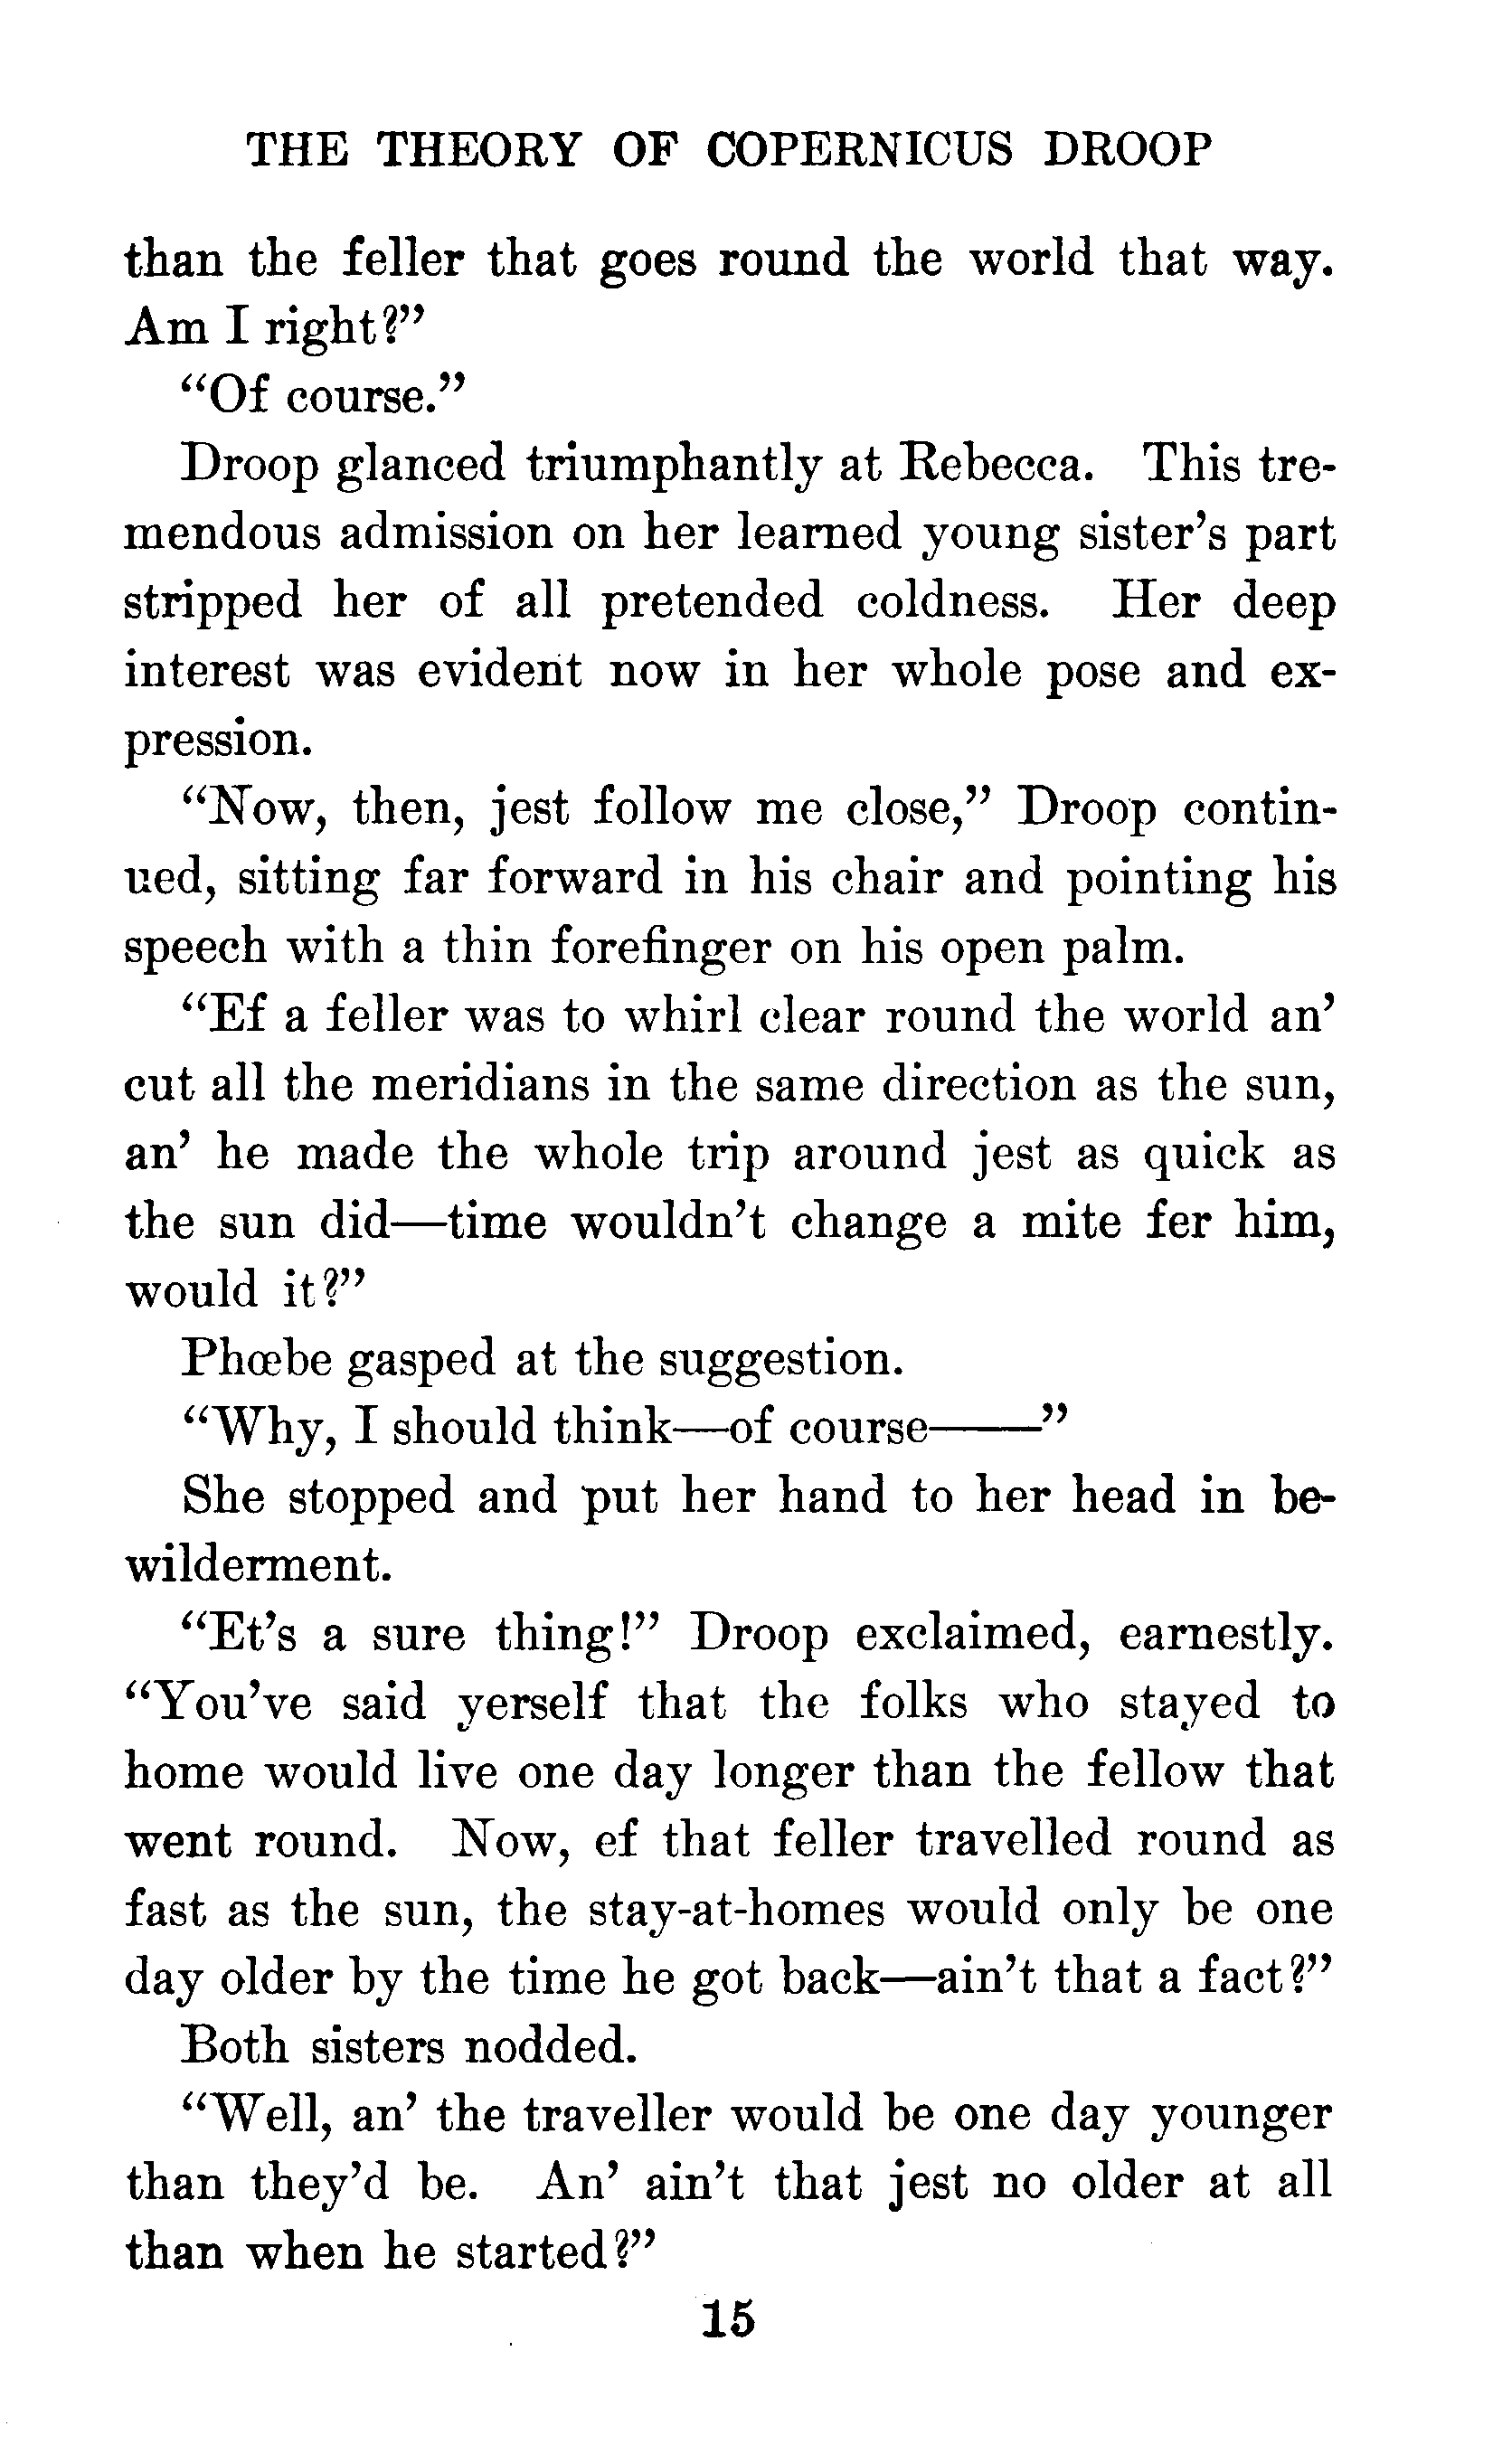 THE THEORY OF COPERNICUS DROOP
than the feller that goes round the world that way.
Am I right?”
“Of course.”
Droop glanced triumphantly at Rebecca. This tre-
mendous admission on her learned young sister’s part
stripped her of all pretended coldness. Her deep
interest was evident now in her whole pose and ex-
pression.
“Now, then, jest follow me close,” Droop contin-
ued, sitting far forward in his chair and pointing his
speech with a thin forefinger on his open palm.
“Ef a feller was to whirl clear round the world an’
cut all the meridians in the same direction as the sun,
an’ he made the whole trip around jest as quick as
the sun did—time wouldn’t change a mite fer him,
would it?”
Phœbe gasped at the suggestion.
“Why, I should think—of course——”
She stopped and put her hand to her head in be-
wilderment.
“Et’s a sure thing!” Droop exclaimed, earnestly.
“You’ve said yerself that the folks who stayed to
home would live one day longer than the fellow that
went round. Now, ef that feller travelled round as
fast as the sun, the stay-at-homes would only be one
day older by the time he got back—ain’t that a fact?”
Both sisters nodded.
“Well, an’ the traveller would be one day younger
than they’d be. An’ ain’t that jest no older at all
than when he started?”
15